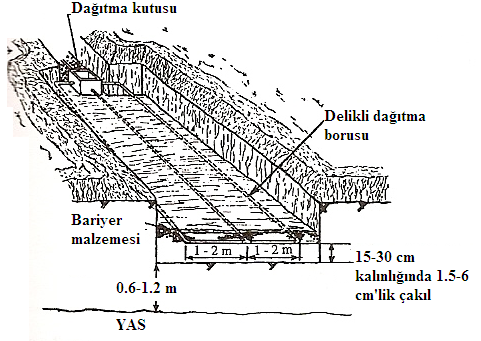 Dağıtma kutusu
Delikli dağıtma
borusu
Bariyer
malzemesi
1 - 2 m
1 - 2 m
15-30 cm
kalınlığında 1.5-6
cm'lik çakıl
0.6-1.2 m
YAS